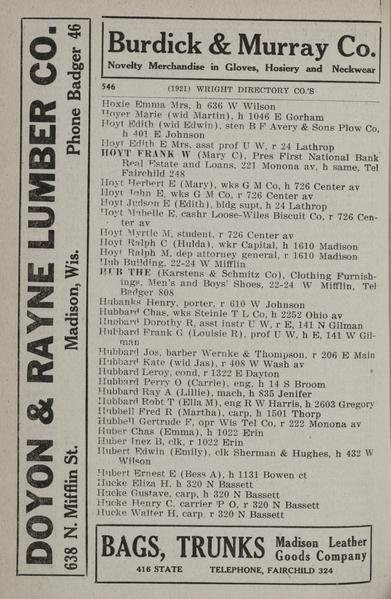 DOYON & RAYNE LUMBER CO.
638 N. Mifflin St. Madison, Wis. Phone Badger 46
Burdick & Murray Co.
Novelty Merchandise in Gloves, Hosiery and Neckwear
546 (1921) WRIGHT DIRECTORY CO.'S
Hoxie Emma Mrs, h 636 W Wilson
Hoyer Marie (wid Martin), h 1046 E Gorham
Hoyt Edith (wid Edwin), sten B F Avery & Sons Plow Co,
h 401 E Johnson
Hoyt Edith E Mrs, asst prof U W, r 24 Lathrop
HOYT FRANK W (Mary C), Pres First National Bank
Real Estate and Loans, 221 Monona av, h same, Tel
Fairchild 248
Hoyt Herbert E (Mary), wks G M Co, h 726 Center av
Hoyt John E, wks G M Co, r 726 Center av
Hoyt Judson E (Edith), bldg supt, h 24 Lathrop
Hoyt Mabelle E, cashr Loose-Wiles Biscuit Co, r 726 Cen-
ter av
Hoyt Myrtle M, student, r 726 Center av
Hoyt Ralph C (Hulda), wkr Capital, h 1610 Madison
Hoyt Ralph M, dep attorney general, r 1610 Madison
Hub Building, 22-24 W Mifflin
HUB THE (Karstens & Schmitz Co), Clothing Furnish-
ings, Men's and Boys' Shoes, 22-24 W Mifflin, Tel
Badger 808
Hubanks Henry, porter, r 610 W Johnson
Hubbard Chas, wks Steinle T L Co, h 2252 Ohio av
Hubbard Dorothy R, asst instr U W, r E, 141 N Gilman
Hubbard Frank G (Louisie R), prof U W, h E, 141 W Gil-
man
Hubbard Jos, barber Wernke & Thompson, r 206 E Main
Hubbard Kate (wid Jas), r 408 W Wash av
Hubbard Leroy, cond, r 1322 E Dayton
Hubbard Perry O (Carrie), eng, h 14 S Broom
Hubbard Ray A (Lillie), mach, h 835 Jenifer
Hubbard Robt T (Ella M), eng R W Harris, h 2603 Gregory
Hubbell Fred R (Martha), carp, h 1501 Thorp
Hubbell Gertrude F, opr Wis Tel Co, r 222 Monona av
Huber Chas (Emma), h 1022 Erin
Huber Inez B, clk, r 1022 Erin
Hubert Edwin (Emily), clk Sherman & Hughes, h 432 W
Wilson
Hubert Ernest E (Bess A), h 1131 Bowen ct
Hucke Eliza H, h 320 N Bassett
Hucke Gustave, carp, h 320 N Bassett
Hucke Henry C, carrier P O, r 320 N Bassett
Hucke Walter H, carp, r 320 N Bassett
BAGS, TRUNKS Madison Leather
Goods Company
416 STATE TELEPHONE, FAIRCHILD 324